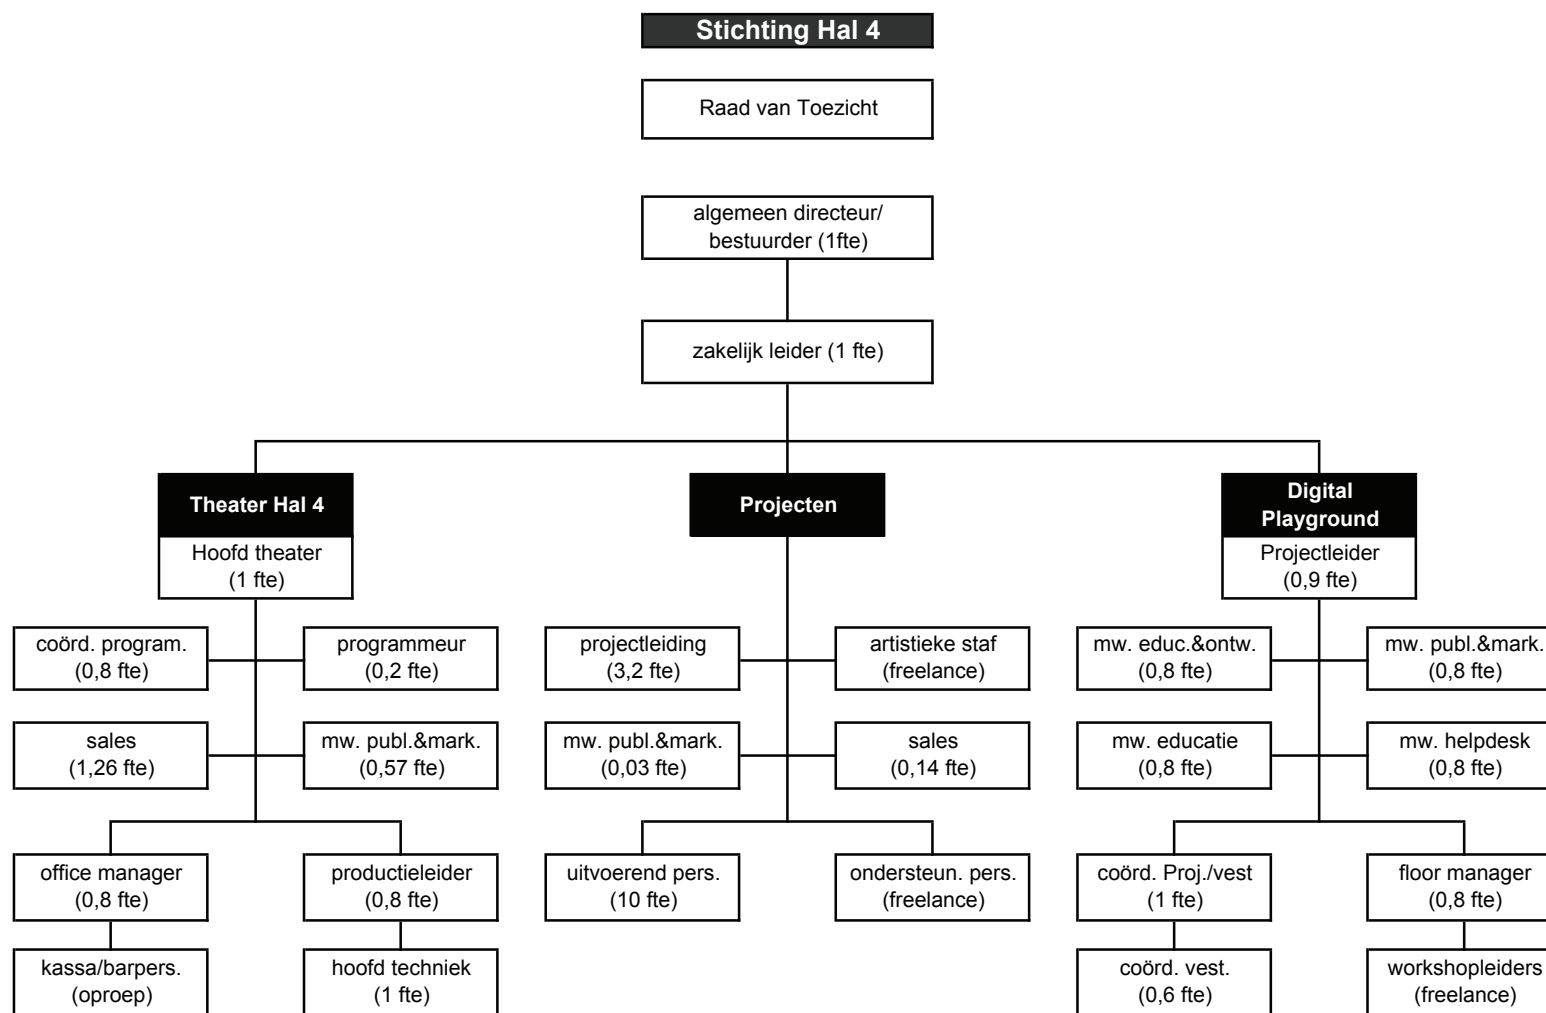 Stichting Hal 4
Raad van Toezicht
algemeen directeur/
bestuurder (1fte)
zakelijk leider (1 fte)
Theater Hal 4
Hoofd theater
(1 fte)
Projecten
Digital
Playground
Projectleider
(0,9 fte)
coörd. program.
(0,8 fte)
programmeur
(0,2 fte)
projectleiding
(3,2 fte)
artistieke staf
(freelance)
mw. educ.&ontw.
(0,8 fte)
mw. publ.&mark.
(0,8 fte)
sales
(1,26 fte)
mw. publ.&mark.
(0,57 fte)
mw. publ.&mark.
(0,03 fte)
sales
(0,14 fte)
mw. educatie
(0,8 fte)
mw. helpdesk
(0,8 fte)
office manager
(0,8 fte)
productieleider
(0,8 fte)
uitvoerend pers.
(10 fte)
ondersteun. pers.
(freelance)
coörd. Proj./vest
(1 fte)
floor manager
(0,8 fte)
kassa/barpers.
(oproep)
hoofd techniek
(1 fte)
coörd. vest.
(0,6 fte)
workshopleiders
(freelance)